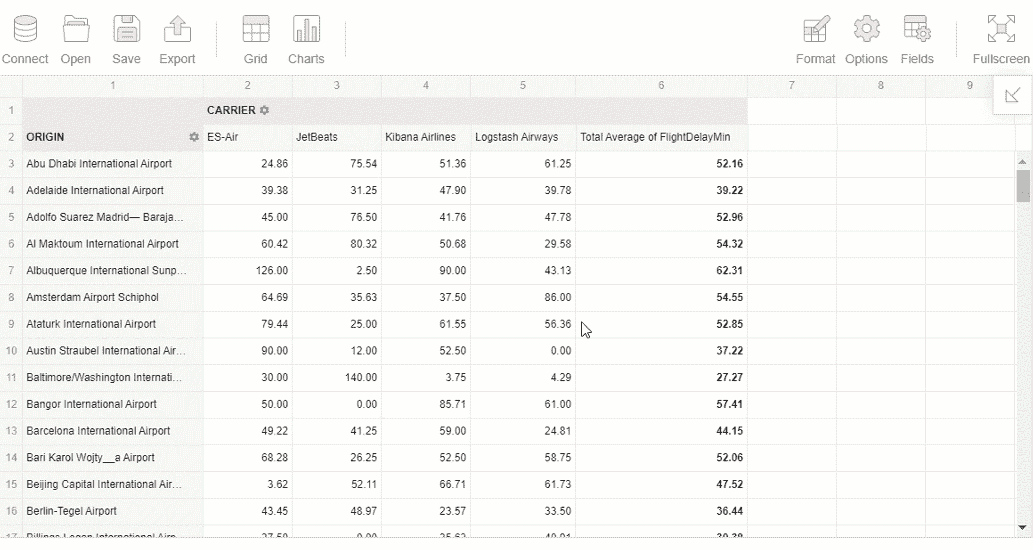 Connect Open Save Export Grid Charts Format Options Fields Fullscreen
1 2 3 4 5 6 7 8 9
1 CARRIER
2 ORIGIN ES-Air JetBeats Kibana Airlines Logstash Airways Total Average of FlightDelayMin
3 Abu Dhabi International Airport 24.86 75.54 51.36 61.25 52.16
4 Adelaide International Airport 39.38 31.25 47.90 39.78 39.22
5 Adolfo Suarez Madrid— Baraja... 45.00 76.50 41.76 47.78 52.96
6 Al Maktoum International Airport 60.42 80.32 50.68 29.58 54.32
7 Albuquerque International Sunp... 126.00 2.50 90.00 43.13 62.31
8 Amsterdam Airport Schiphol 64.69 35.63 37.50 86.00 54.55
9 Ataturk International Airport 79.44 25.00 61.55 56.36 52.85
10 Austin Straubel International Air... 90.00 12.00 52.50 0.00 37.22
11 Baltimore/Washington Internati... 30.00 140.00 3.75 4.29 27.27
12 Bangor International Airport 50.00 0.00 85.71 61.00 57.41
13 Barcelona International Airport 49.22 41.25 59.00 24.81 44.15
14 Bari Karol Wojty__a Airport 68.28 26.25 52.50 58.75 52.06
15 Beijing Capital International Air... 3.62 52.11 66.71 61.73 47.52
16 Berlin-Tegel Airport 43.45 48.97 23.57 33.50 36.44